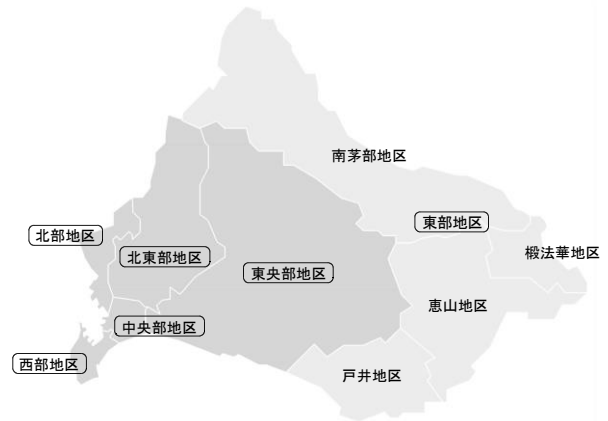 南茅部地区
東部地区
北部地区
北東部地区
椴法華地区
東央部地区
恵山地区
中央部地区
西部地区
戸井地区